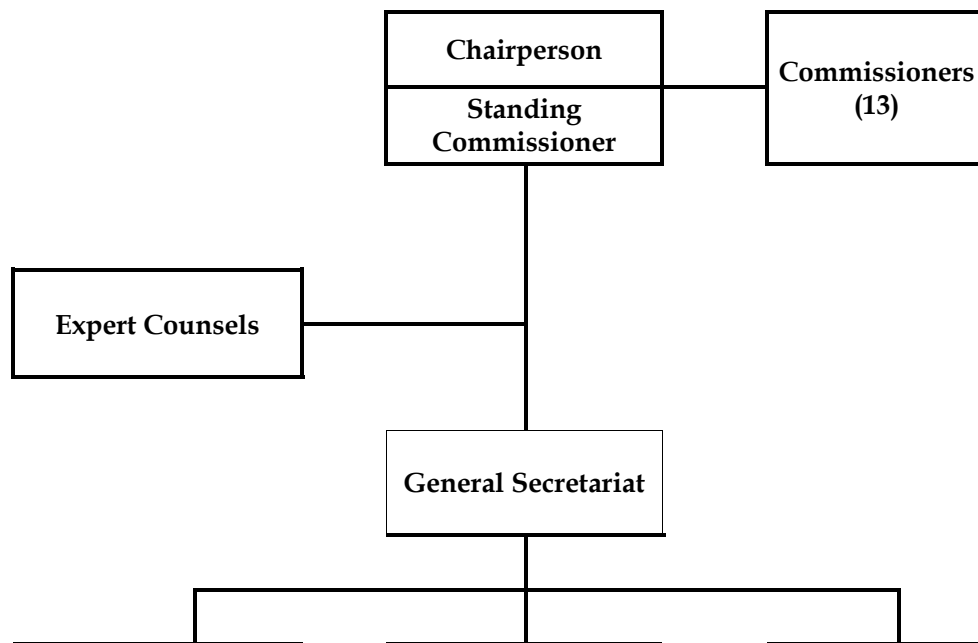 Chairperson
Commissioners
(13)
Standing
Commissioner
Expert Counsels
General Secretariat